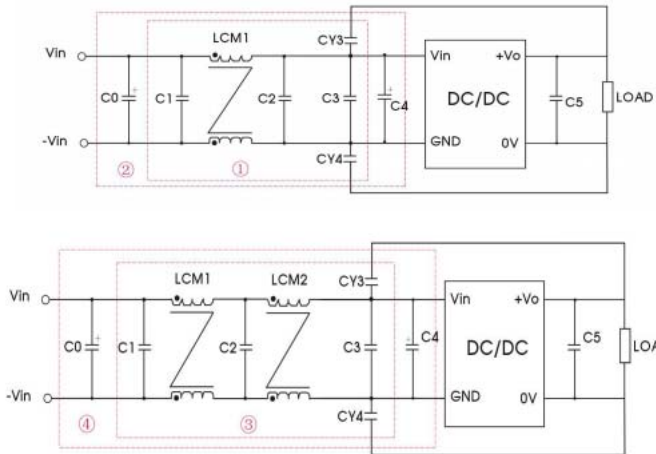 LCM1
CY3
Vin
Vin
+Vo
C0
C1
C2
C3
C4
DC/DC
C5
LOAD
-Vin
GND
0V
CY4
②
①
LCM1
LCM2
CY3
Vin
Vin
+Vo
C0
C1
C2
C3
C4
DC/DC
C5
LOA
-Vin
GND
0V
CY4
④
③